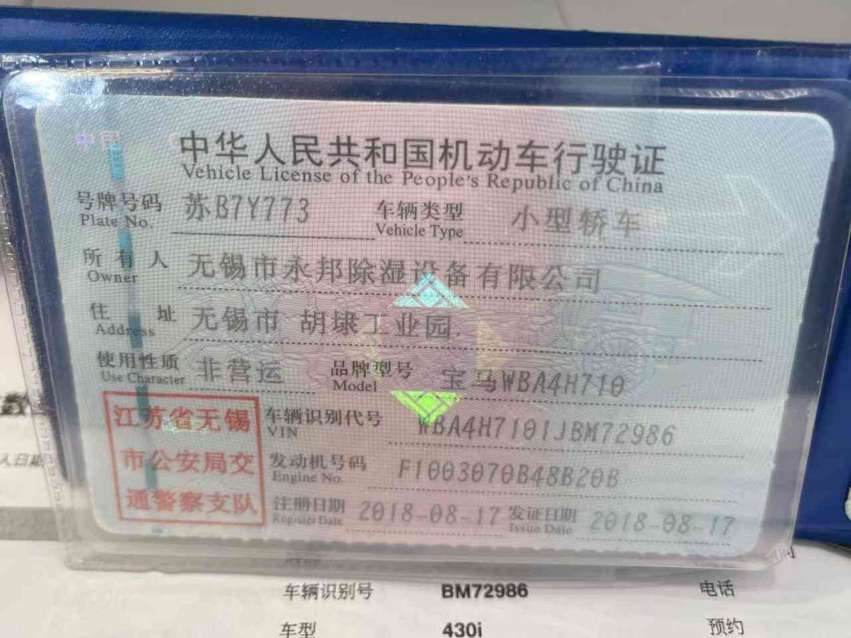 中华人民共和国机动车行驶证
Vehicle License of the People's Republic of China
号牌号码 苏B7Y773 车辆类型 小型轿车
Plate No. Vehicle Type
所有人 无锡市永邦除湿设备有限公司
Owner
住址 无锡市 胡埭工业园
Address
使用性质 非营运 品牌型号 宝马WBA4H710
Use Character Model
江苏省无锡
市公安局交
通警察支队
车辆识别代号 WBA4H7101JBM72986
VIN
发动机号码 F1003070B48B20B
Engine No.
注册日期 2018-08-17 发证日期 2018-08-17
Register Date Issue Date
人日期
车辆识别号 BM72986 电话
车型 430i 预约